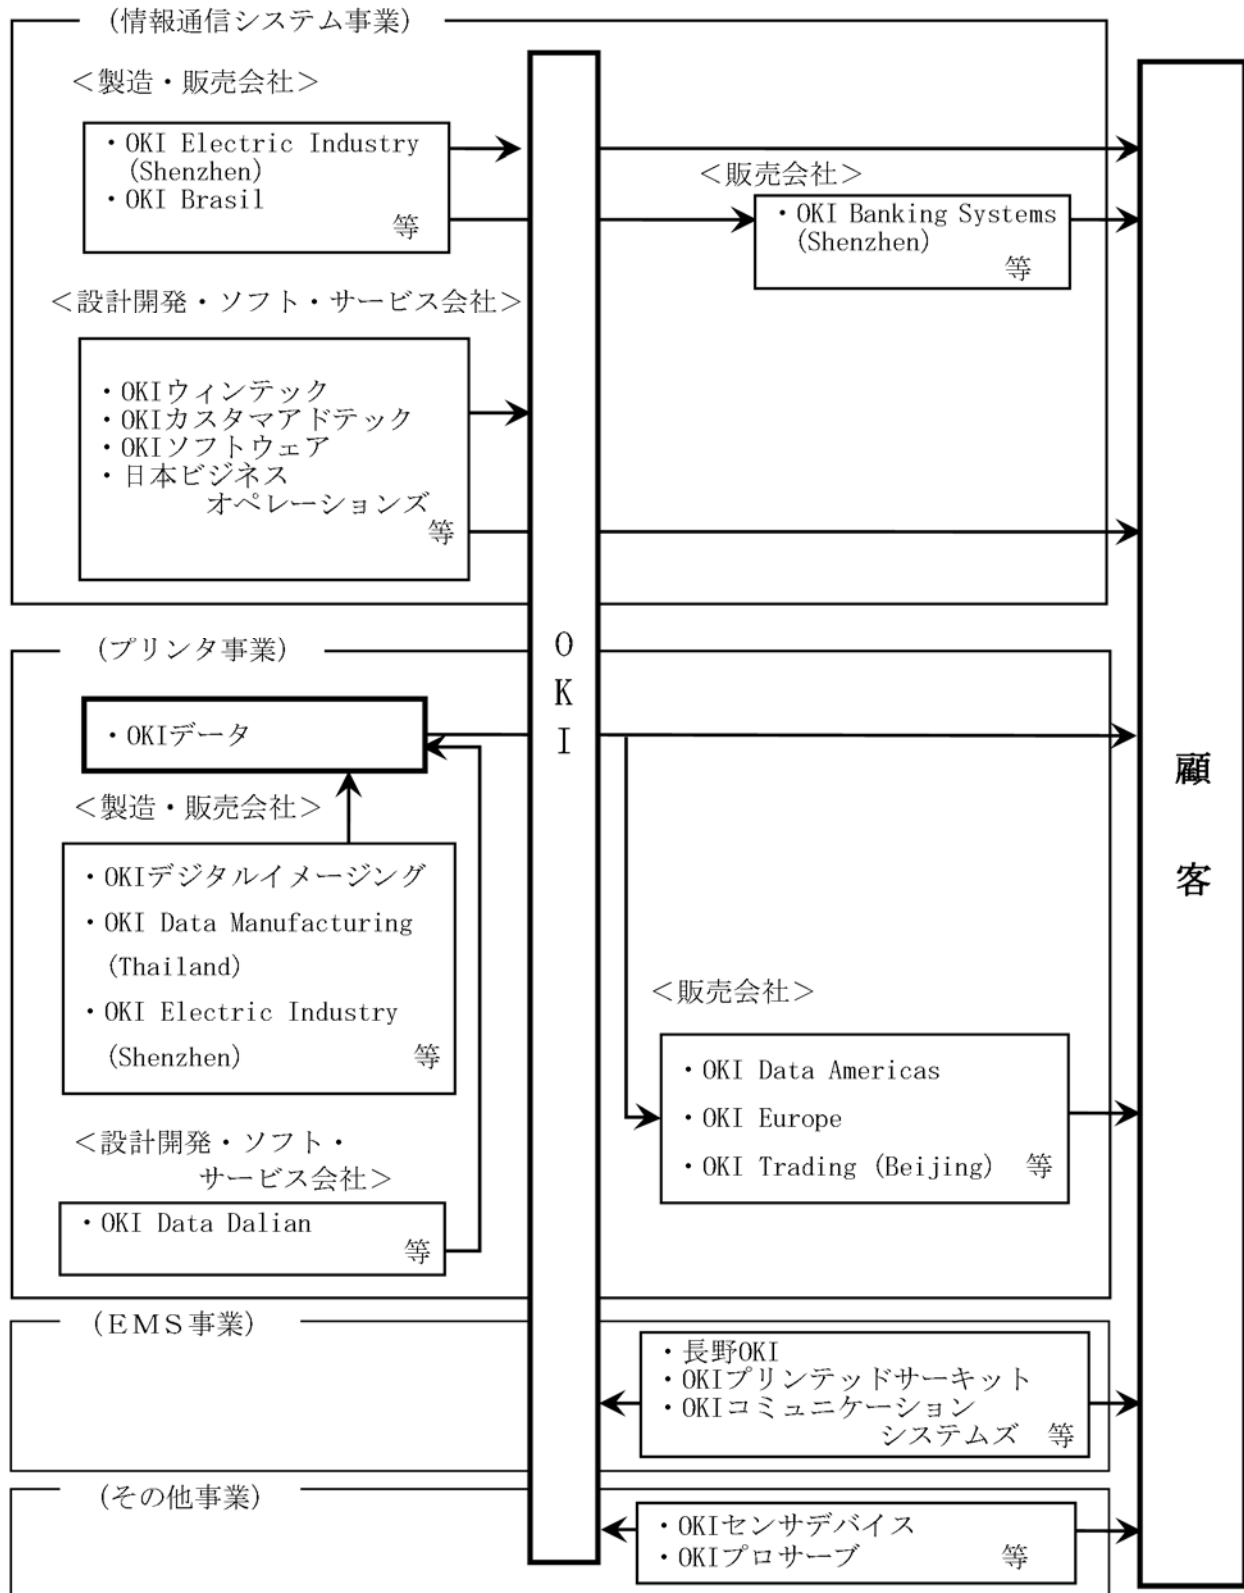 (情報通信システム事業)
＜製造・販売会社＞
・OKI Electric Industry
(Shenzhen)
・OKI Brasil
等
＜販売会社＞
・OKI Banking Systems
(Shenzhen)
等
＜設計開発・ソフト・サービス会社＞
・OKIウィンテック
・OKIカスタマアドテック
・OKIソフトウェア
・日本ビジネス
オペレーションズ
等
OKI
顧客
(プリンタ事業)
・OKIデータ
＜製造・販売会社＞
・OKIデジタルイメージング
・OKI Data Manufacturing
(Thailand)
・OKI Electric Industry
(Shenzhen) 等
＜販売会社＞
・OKI Data Americas
・OKI Europe
・OKI Trading (Beijing) 等
＜設計開発・ソフト・
サービス会社＞
・OKI Data Dalian
等
(ＥＭＳ事業)
・長野OKI
・OKIプリンテッドサーキット
・OKIコミュニケーション
システムズ 等
(その他事業)
・OKIセンサデバイス
・OKIプロサーブ 等